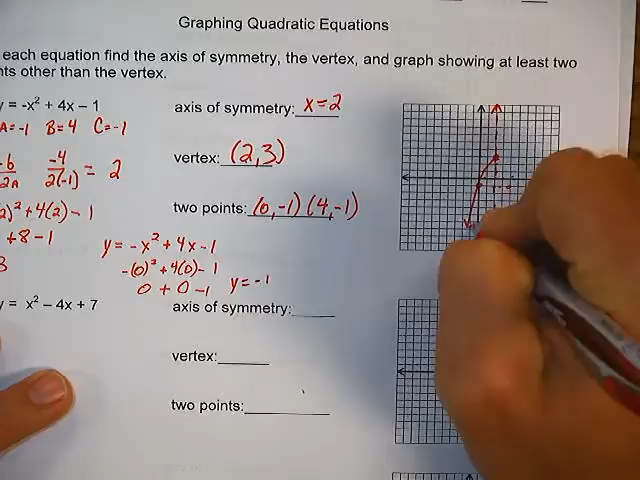 Graphing Quadratic Equations
each equation find the axis of symmetry, the vertex, and graph showing at least two
nts other than the vertex.
y = -x² + 4x – 1
axis of symmetry: x=2
A=-1 B=4 C=-1
vertex: (2,3)
-b/2A -4/2(-1) = 2
two points: (0,-1) (4,-1)
2)² + 4(2) - 1
+8 - 1
3
y = -x² + 4x - 1
-(0)² + 4(0) - 1
0 + 0 - 1 y = -1
y = x² – 4x + 7
axis of symmetry:
vertex:
two points: